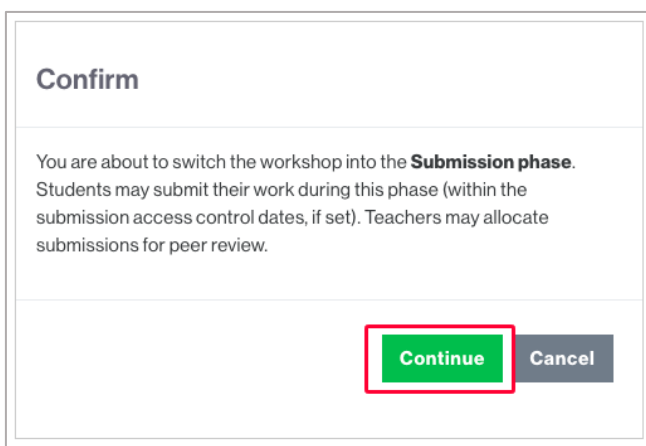 Confirm
You are about to switch the workshop into the Submission phase.
Students may submit their work during this phase (within the
submission access control dates, if set). Teachers may allocate
submissions for peer review.
Continue Cancel